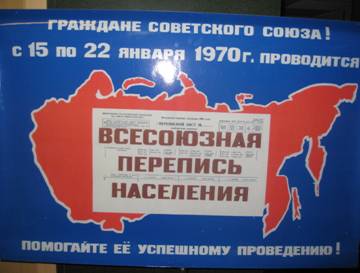 ГРАЖДАНЕ СОВЕТСКОГО СОЮЗА!
С 15 ПО 22 ЯНВАРЯ 1970г. ПРОВОДИТСЯ
ВСЕСОЮЗНАЯ
ПЕРЕПИСЬ
НАСЕЛЕНИЯ
ПОМОГАЙТЕ ЕЁ УСПЕШНОМУ ПРОВЕДЕНИЮ!